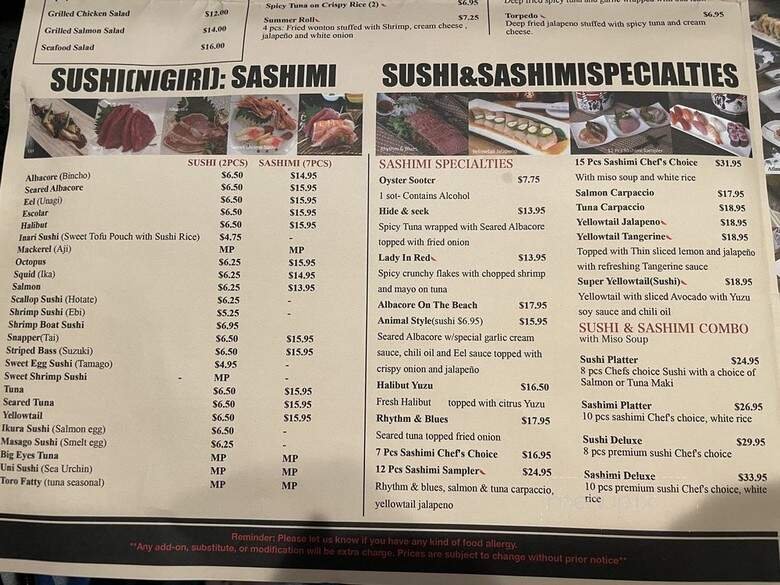 Grilled Chicken Salad $12.00
Grilled Salmon Salad $14.00
Seafood Salad $16.00
Spicy Tuna on Crispy Rice (2) $6.95
Summer Roll $7.25
4 pcs: Fried wonton stuffed with Shrimp, cream cheese ,
jalapeño and white onion
Torpedo $6.95
Deep fried jalapeno stuffed with spicy tuna and cream
cheese.
SUSHI(NIGIRI): SASHIMI
SUSHI (2PCS) SASHIMI (7PCS)
Albacore (Bincho) $6.50 $14.95
Seared Albacore $6.50 $15.95
Eel (Unagi) $6.50 $15.95
Escolar $6.50 $15.95
Halibut $6.50 $15.95
Inari Sushi (Sweet Tofu Pouch with Sushi Rice) $4.75 -
Mackerel (Aji) MP MP
Octopus $6.25 $15.95
Squid (Ika) $6.25 $14.95
Salmon $6.25 $13.95
Scallop Sushi (Hotate) $6.25 -
Shrimp Sushi (Ebi) $5.25 -
Shrimp Boat Sushi $6.95
Snapper(Tai) $6.50 $15.95
Striped Bass (Suzuki) $6.50 $15.95
Sweet Egg Sushi (Tamago) $4.95 -
Sweet Shrimp Sushi - MP -
Tuna $6.50 $15.95
Seared Tuna $6.50 $15.95
Yellowtail $6.50 $15.95
Ikura Sushi (Salmon egg) $6.50 -
Masago Sushi (Smelt egg) $6.25 -
Big Eyes Tuna MP MP
Uni Sushi (Sea Urchin) MP MP
Toro Fatty (tuna seasonal) MP MP
SUSHI&SASHIMI SPECIALTIES
Rhythm & Blues
Yellowtail Jalapeno
12 Pcs Sashimi Sampler
SASHIMI SPECIALTIES
Oyster Sooter $7.75
1 sot- Contains Alcohol
Hide & seek $13.95
Spicy Tuna wrapped with Seared Albacore
topped with fried onion
Lady In Red $13.95
Spicy crunchy flakes with chopped shrimp
and mayo on tuna
Albacore On The Beach $17.95
Animal Style(sushi $6.95) $15.95
Seared Albacore w/special garlic cream
sauce, chili oil and Eel sauce topped with
crispy onion and jalapeño
Halibut Yuzu $16.50
Fresh Halibut topped with citrus Yuzu
Rhythm & Blues $17.95
Seared tuna topped fried onion
7 Pcs Sashimi Chef's Choice $16.95
12 Pcs Sashimi Sampler $24.95
Rhythm & blues, salmon & tuna carpaccio,
yellowtail jalapeno
15 Pcs Sashimi Chef's Choice $31.95
With miso soup and white rice
Salmon Carpaccio $17.95
Tuna Carpaccio $18.95
Yellowtail Jalapeno $18.95
Yellowtail Tangerine $18.95
Topped with Thin sliced lemon and jalapeño
with refreshing Tangerine sauce
Super Yellowtail(Sushi) $18.95
Yellowtail with sliced Avocado with Yuzu
soy sauce and chili oil
SUSHI & SASHIMI COMBO
with Miso Soup
Sushi Platter $24.95
8 pcs Chefs choice Sushi with a choice of
Salmon or Tuna Maki
Sashimi Platter $26.95
10 pcs sashimi Chef's choice, white rice
Sushi Deluxe $29.95
8 pcs premium sushi Chef's choice
Sashimi Deluxe $33.95
10 pcs premium sushi Chef's choice, white
rice
Reminder: Please let us know if you have any kind of food allergy.
**Any add-on, substitute, or modification will be extra charge. Prices are subject to change without prior notice**